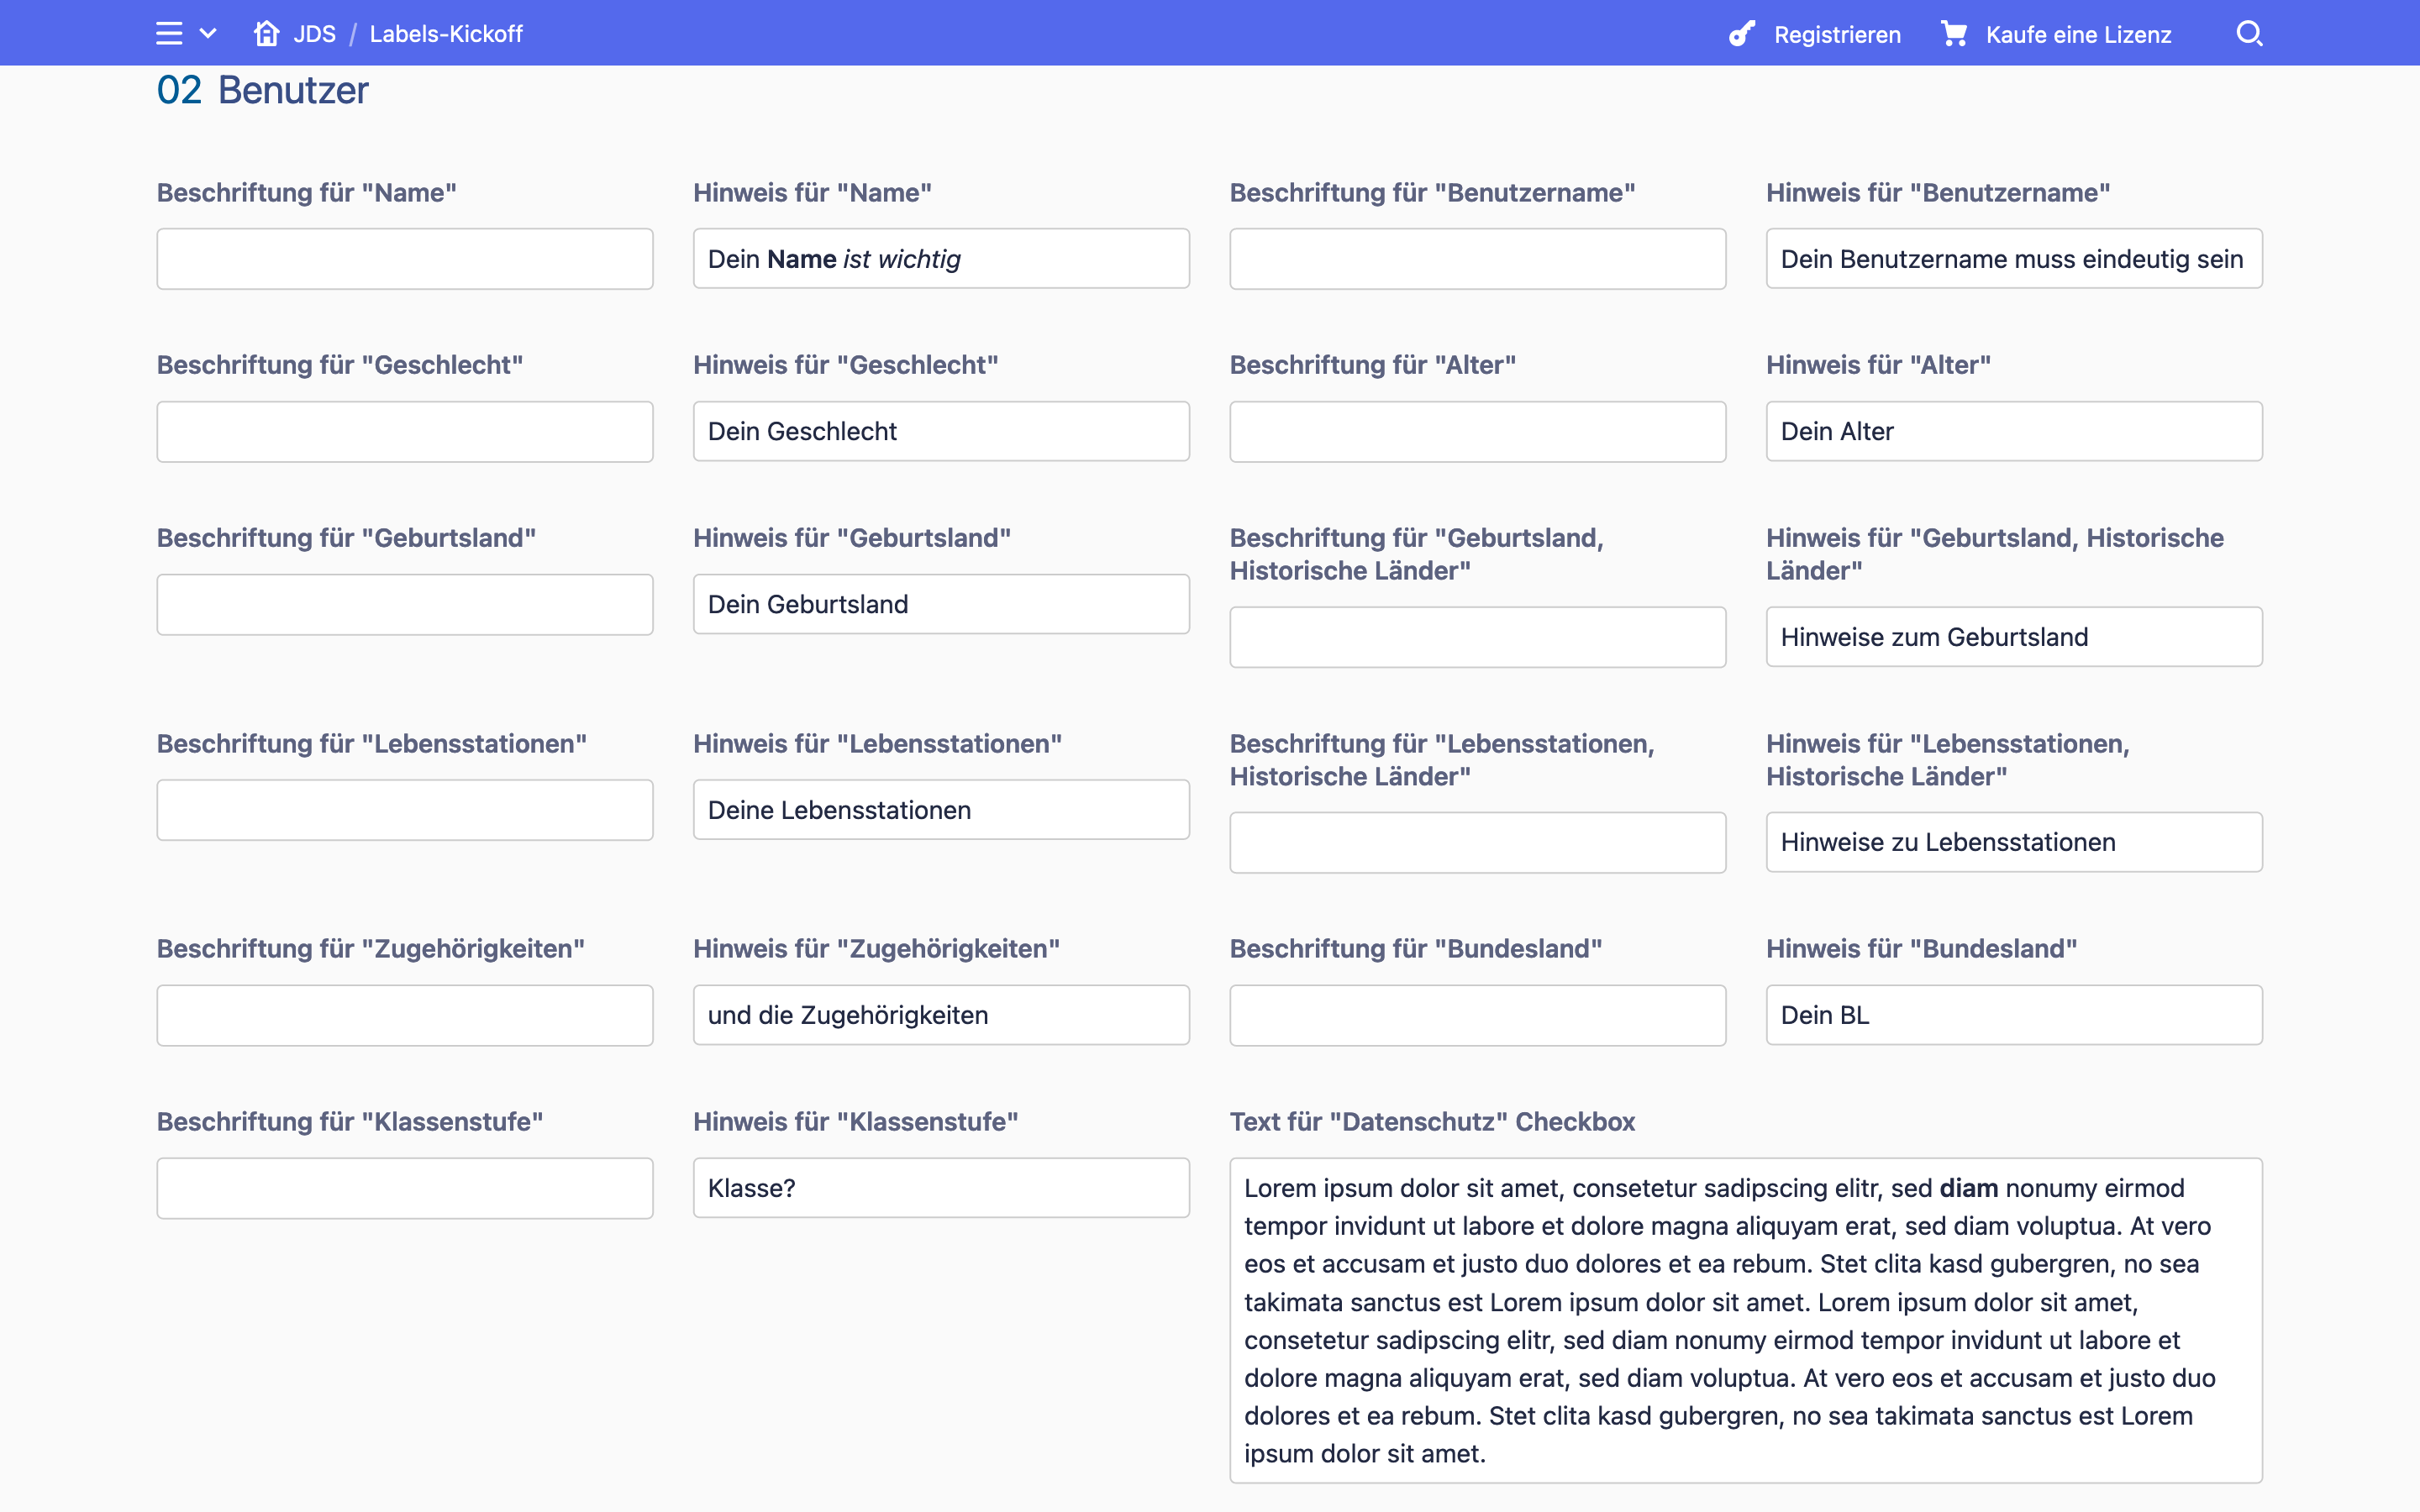 JDS / Labels-Kickoff
Registrieren
Kaufe eine Lizenz
02 Benutzer
Beschriftung für "Name"
Hinweis für "Name"
Beschriftung für "Benutzername"
Hinweis für "Benutzername"
Dein Name ist wichtig
Dein Benutzername muss eindeutig sein
Beschriftung für "Geschlecht"
Hinweis für "Geschlecht"
Beschriftung für "Alter"
Hinweis für "Alter"
Dein Geschlecht
Dein Alter
Beschriftung für "Geburtsland"
Hinweis für "Geburtsland"
Beschriftung für "Geburtsland,
Historische Länder"
Hinweis für "Geburtsland, Historische
Länder"
Dein Geburtsland
Hinweise zum Geburtsland
Beschriftung für "Lebensstationen"
Hinweis für "Lebensstationen"
Beschriftung für "Lebensstationen,
Historische Länder"
Hinweis für "Lebensstationen,
Historische Länder"
Deine Lebensstationen
Hinweise zu Lebensstationen
Beschriftung für "Zugehörigkeiten"
Hinweis für "Zugehörigkeiten"
Beschriftung für "Bundesland"
Hinweis für "Bundesland"
und die Zugehörigkeiten
Dein BL
Beschriftung für "Klassenstufe"
Hinweis für "Klassenstufe"
Text für "Datenschutz" Checkbox
Klasse?
Lorem ipsum dolor sit amet, consetetur sadipscing elitr, sed diam nonumy eirmod
tempor invidunt ut labore et dolore magna aliquyam erat, sed diam voluptua. At vero
eos et accusam et justo duo dolores et ea rebum. Stet clita kasd gubergren, no sea
takimata sanctus est Lorem ipsum dolor sit amet. Lorem ipsum dolor sit amet,
consetetur sadipscing elitr, sed diam nonumy eirmod tempor invidunt ut labore et
dolore magna aliquyam erat, sed diam voluptua. At vero eos et accusam et justo duo
dolores et ea rebum. Stet clita kasd gubergren, no sea takimata sanctus est Lorem
ipsum dolor sit amet.